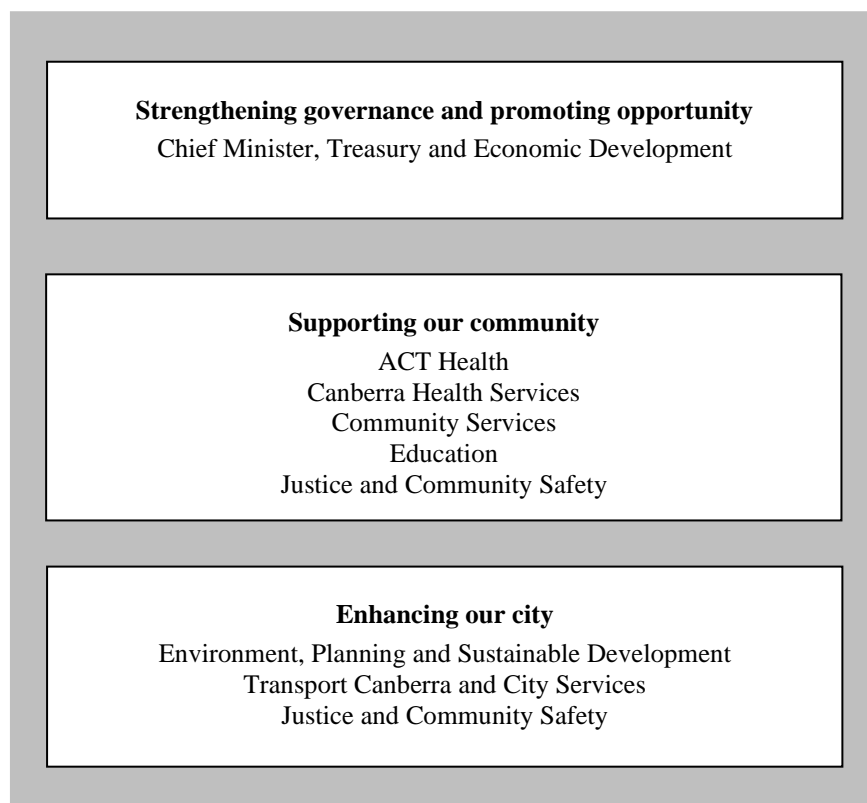 Strengthening governance and promoting opportunity
Chief Minister, Treasury and Economic Development
Supporting our community
ACT Health
Canberra Health Services
Community Services
Education
Justice and Community Safety
Enhancing our city
Environment, Planning and Sustainable Development
Transport Canberra and City Services
Justice and Community Safety